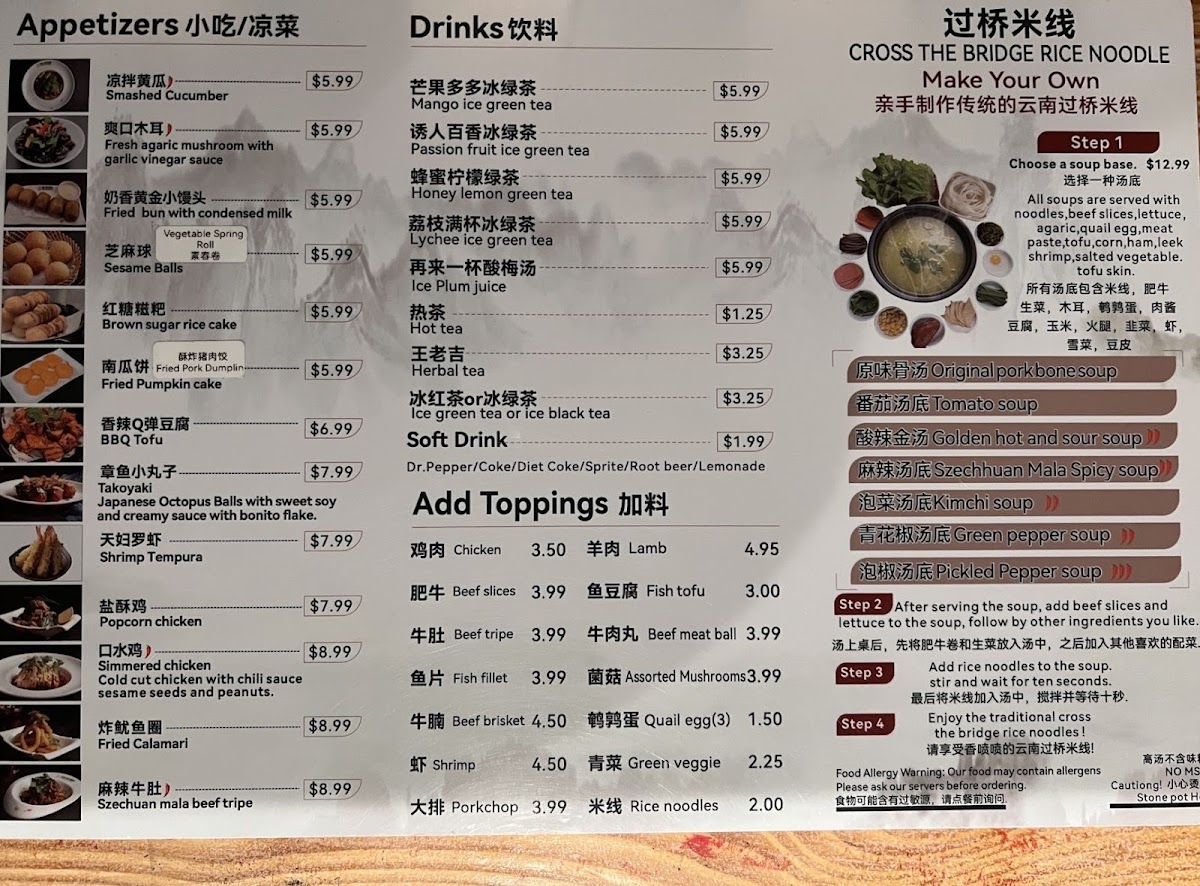 Appetizers 小吃/凉菜
凉拌黄瓜 $5.99
Smashed Cucumber
爽口木耳 $5.99
Fresh agaric mushroom with
garlic vinegar sauce
奶香黄金小馒头 $5.99
Fried bun with condensed milk
Vegetable Spring
Roll
素春卷
芝麻球 $5.99
Sesame Balls
红糖糍粑 $5.99
Brown sugar rice cake
酥炸猪肉饺
Fried Pork Dumplin
南瓜饼 $5.99
Fried Pumpkin cake
香辣Q弹豆腐 $6.99
BBQ Tofu
章鱼小丸子 $7.99
Takoyaki
Japanese Octopus Balls with sweet soy
and creamy sauce with bonito flake.
天妇罗虾 $7.99
Shrimp Tempura
盐酥鸡 $7.99
Popcorn chicken
口水鸡 $8.99
Simmered chicken
Cold cut chicken with chili sauce
sesame seeds and peanuts.
炸鱿鱼圈 $8.99
Fried Calamari
麻辣牛肚 $8.99
Szechuan mala beef tripe
Drinks 饮料
芒果多多冰绿茶 $5.99
Mango ice green tea
诱人百香冰绿茶 $5.99
Passion fruit ice green tea
蜂蜜柠檬绿茶 $5.99
Honey lemon green tea
荔枝满杯冰绿茶 $5.99
Lychee ice green tea
再来一杯酸梅汤 $5.99
Ice Plum juice
热茶 $1.25
Hot tea
王老吉 $3.25
Herbal tea
冰红茶or冰绿茶 $3.25
Ice green tea or ice black tea
Soft Drink $1.99
Dr.Pepper/Coke/Diet Coke/Sprite/Root beer/Lemonade
Add Toppings 加料
鸡肉 Chicken 3.50 羊肉 Lamb 4.95
肥牛 Beef slices 3.99 鱼豆腐 Fish tofu 3.00
牛肚 Beef tripe 3.99 牛肉丸 Beef meat ball 3.99
鱼片 Fish fillet 3.99 菌菇 Assorted Mushrooms 3.99
牛腩 Beef brisket 4.50 鹌鹑蛋 Quail egg(3) 1.50
虾 Shrimp 4.50 青菜 Green veggie 2.25
大排 Porkchop 3.99 米线 Rice noodles 2.00
过桥米线
CROSS THE BRIDGE RICE NOODLE
Make Your Own
亲手制作传统的云南过桥米线
Step 1
Choose a soup base. $12.99
选择一种汤底
All soups are served with
noodles,beef slices,lettuce,
agaric,quail egg,meat
paste,tofu,corn,ham,leek
shrimp,salted vegetable.
tofu skin.
所有汤底包含米线，肥牛
生菜，木耳，鹌鹑蛋，肉酱
豆腐，玉米，火腿，韭菜，虾，
雪菜，豆皮
原味骨汤 Original pork bone soup
番茄汤底 Tomato soup
酸辣金汤 Golden hot and sour soup
麻辣汤底 Szechhuan Mala Spicy soup
泡菜汤底 Kimchi soup
青花椒汤底 Green pepper soup
泡椒汤底 Pickled Pepper soup
Step 2 After serving the soup, add beef slices and
lettuce to the soup, follow by other ingredients you like.
汤上桌后，先将肥牛卷和生菜放入汤中，之后加入其他喜欢的配菜.
Step 3 Add rice noodles to the soup.
stir and wait for ten seconds.
最后将米线加入汤中，搅拌并等待十秒.
Step 4 Enjoy the traditional cross
the bridge rice noodles !
请享受香喷喷的云南过桥米线!
Food Allergy Warning: Our food may contain allergens
Please ask our servers before ordering.
食物可能含有过敏源，请点餐前询问.
高汤不含味
NO MS
Cautiong! 小心烫
Stone pot H